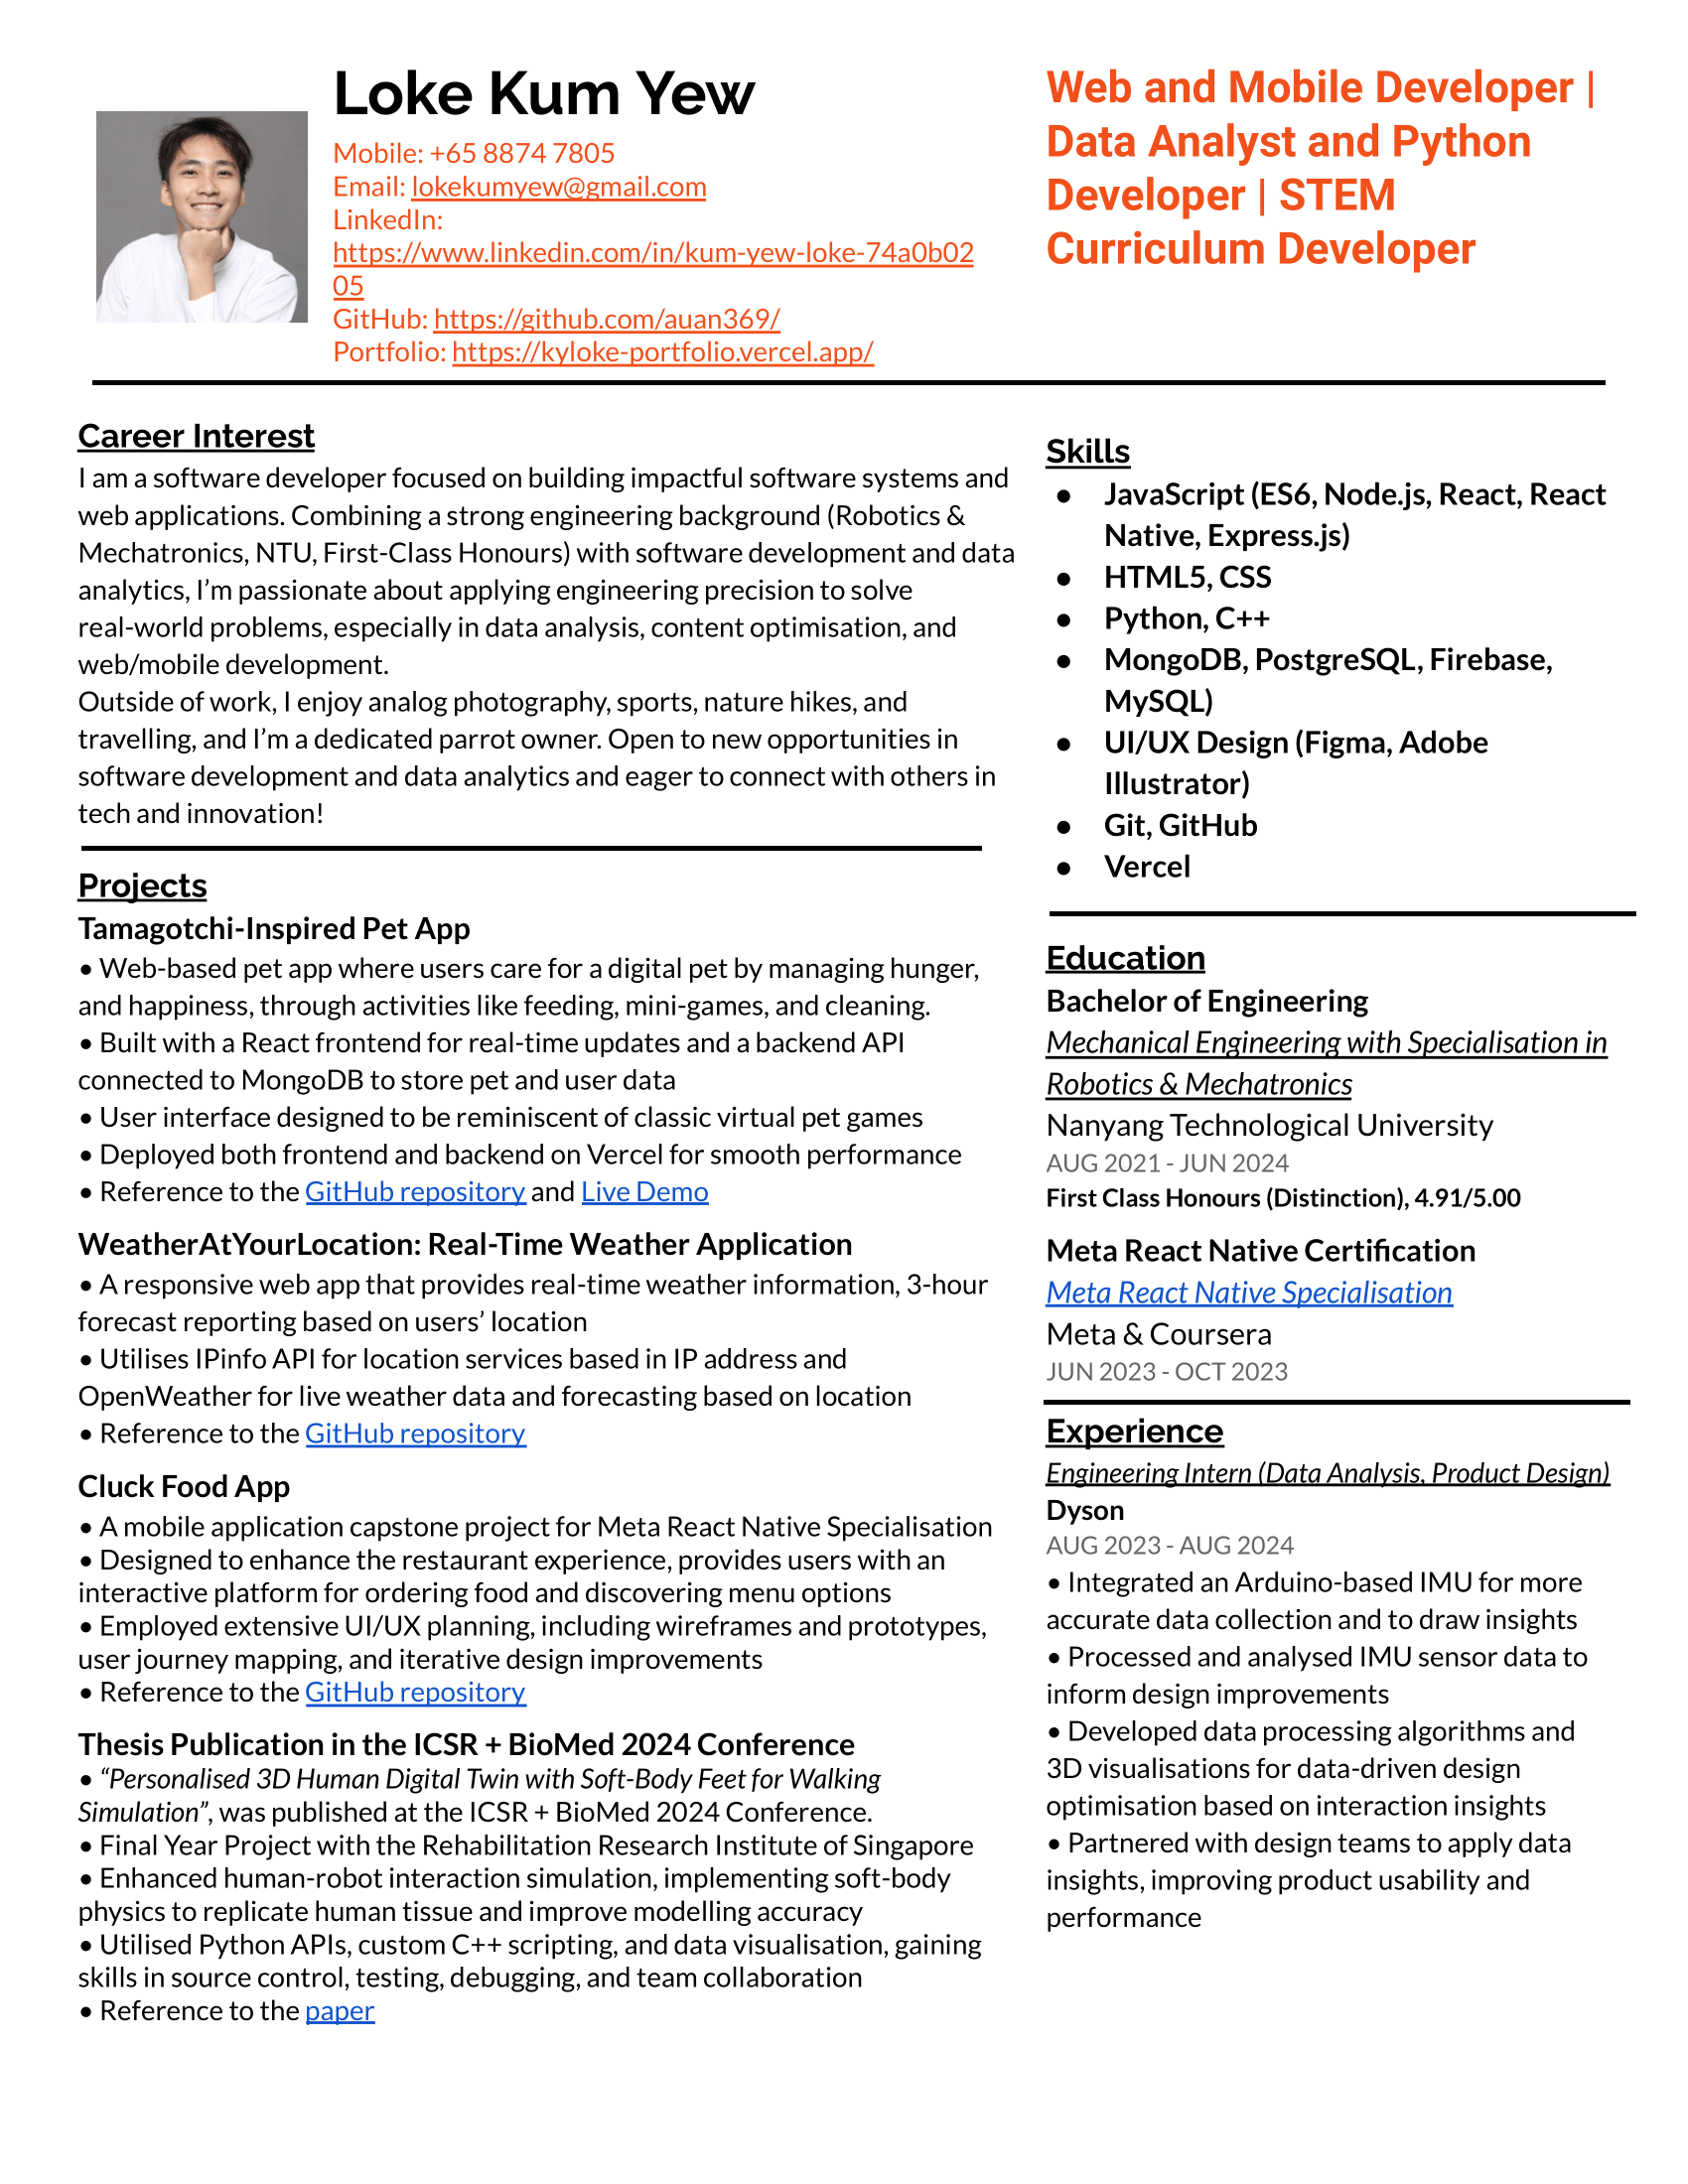 Loke Kum Yew
Mobile: +65 8874 7805
Email: lokekumyew@gmail.com
LinkedIn:
https://www.linkedin.com/in/kum-yew-loke-74a0b02
05
GitHub: https://github.com/auan369/
Portfolio: https://kyloke-portfolio.vercel.app/
Web and Mobile Developer |
Data Analyst and Python
Developer | STEM
Curriculum Developer
Career Interest
I am a software developer focused on building impactful software systems and
web applications. Combining a strong engineering background (Robotics &
Mechatronics, NTU, First-Class Honours) with software development and data
analytics, I’m passionate about applying engineering precision to solve
real-world problems, especially in data analysis, content optimisation, and
web/mobile development.
Outside of work, I enjoy analog photography, sports, nature hikes, and
travelling, and I’m a dedicated parrot owner. Open to new opportunities in
software development and data analytics and eager to connect with others in
tech and innovation!
Projects
Tamagotchi-Inspired Pet App
• Web-based pet app where users care for a digital pet by managing hunger,
and happiness, through activities like feeding, mini-games, and cleaning.
• Built with a React frontend for real-time updates and a backend API
connected to MongoDB to store pet and user data
• User interface designed to be reminiscent of classic virtual pet games
• Deployed both frontend and backend on Vercel for smooth performance
• Reference to the GitHub repository and Live Demo
WeatherAtYourLocation: Real-Time Weather Application
• A responsive web app that provides real-time weather information, 3-hour
forecast reporting based on users’ location
• Utilises IPinfo API for location services based in IP address and
OpenWeather for live weather data and forecasting based on location
• Reference to the GitHub repository
Cluck Food App
• A mobile application capstone project for Meta React Native Specialisation
• Designed to enhance the restaurant experience, provides users with an
interactive platform for ordering food and discovering menu options
• Employed extensive UI/UX planning, including wireframes and prototypes,
user journey mapping, and iterative design improvements
• Reference to the GitHub repository
Thesis Publication in the ICSR + BioMed 2024 Conference
• “Personalised 3D Human Digital Twin with Soft-Body Feet for Walking
Simulation”, was published at the ICSR + BioMed 2024 Conference.
• Final Year Project with the Rehabilitation Research Institute of Singapore
• Enhanced human-robot interaction simulation, implementing soft-body
physics to replicate human tissue and improve modelling accuracy
• Utilised Python APIs, custom C++ scripting, and data visualisation, gaining
skills in source control, testing, debugging, and team collaboration
• Reference to the paper
Skills
● JavaScript (ES6, Node.js, React, React
Native, Express.js)
● HTML5, CSS
● Python, C++
● MongoDB, PostgreSQL, Firebase,
MySQL)
● UI/UX Design (Figma, Adobe
Illustrator)
● Git, GitHub
● Vercel
Education
Bachelor of Engineering
Mechanical Engineering with Specialisation in
Robotics & Mechatronics
Nanyang Technological University
AUG 2021 - JUN 2024
First Class Honours (Distinction), 4.91/5.00
Meta React Native Certification
Meta React Native Specialisation
Meta & Coursera
JUN 2023 - OCT 2023
Experience
Engineering Intern (Data Analysis, Product Design)
Dyson
AUG 2023 - AUG 2024
• Integrated an Arduino-based IMU for more
accurate data collection and to draw insights
• Processed and analysed IMU sensor data to
inform design improvements
• Developed data processing algorithms and
3D visualisations for data-driven design
optimisation based on interaction insights
• Partnered with design teams to apply data
insights, improving product usability and
performance